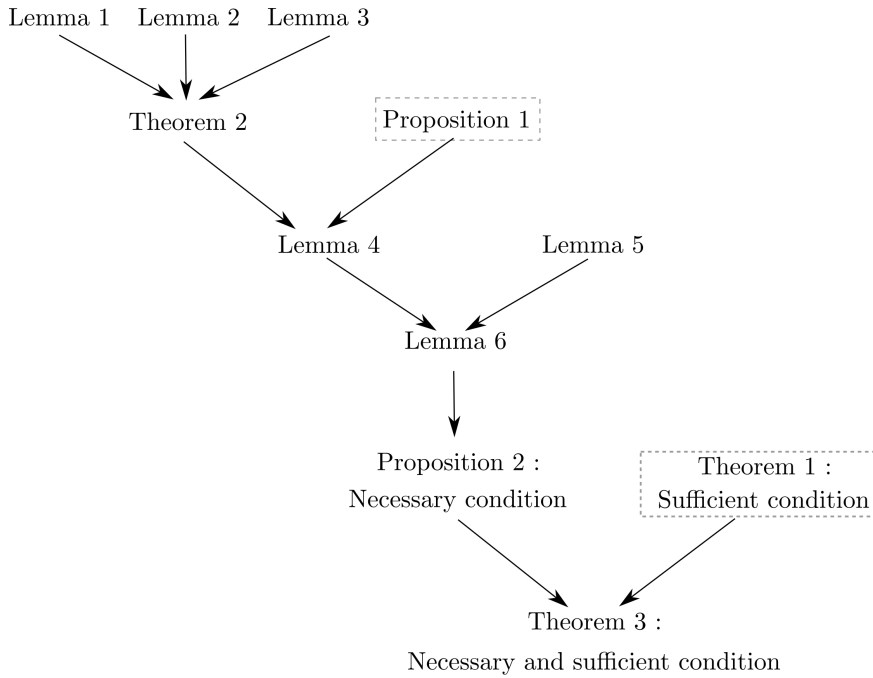 Lemma 1 Lemma 2 Lemma 3
Theorem 2
Proposition 1
Lemma 4
Lemma 5
Lemma 6
Proposition 2 :
Necessary condition
Theorem 1 :
Sufficient condition
Theorem 3 :
Necessary and sufficient condition